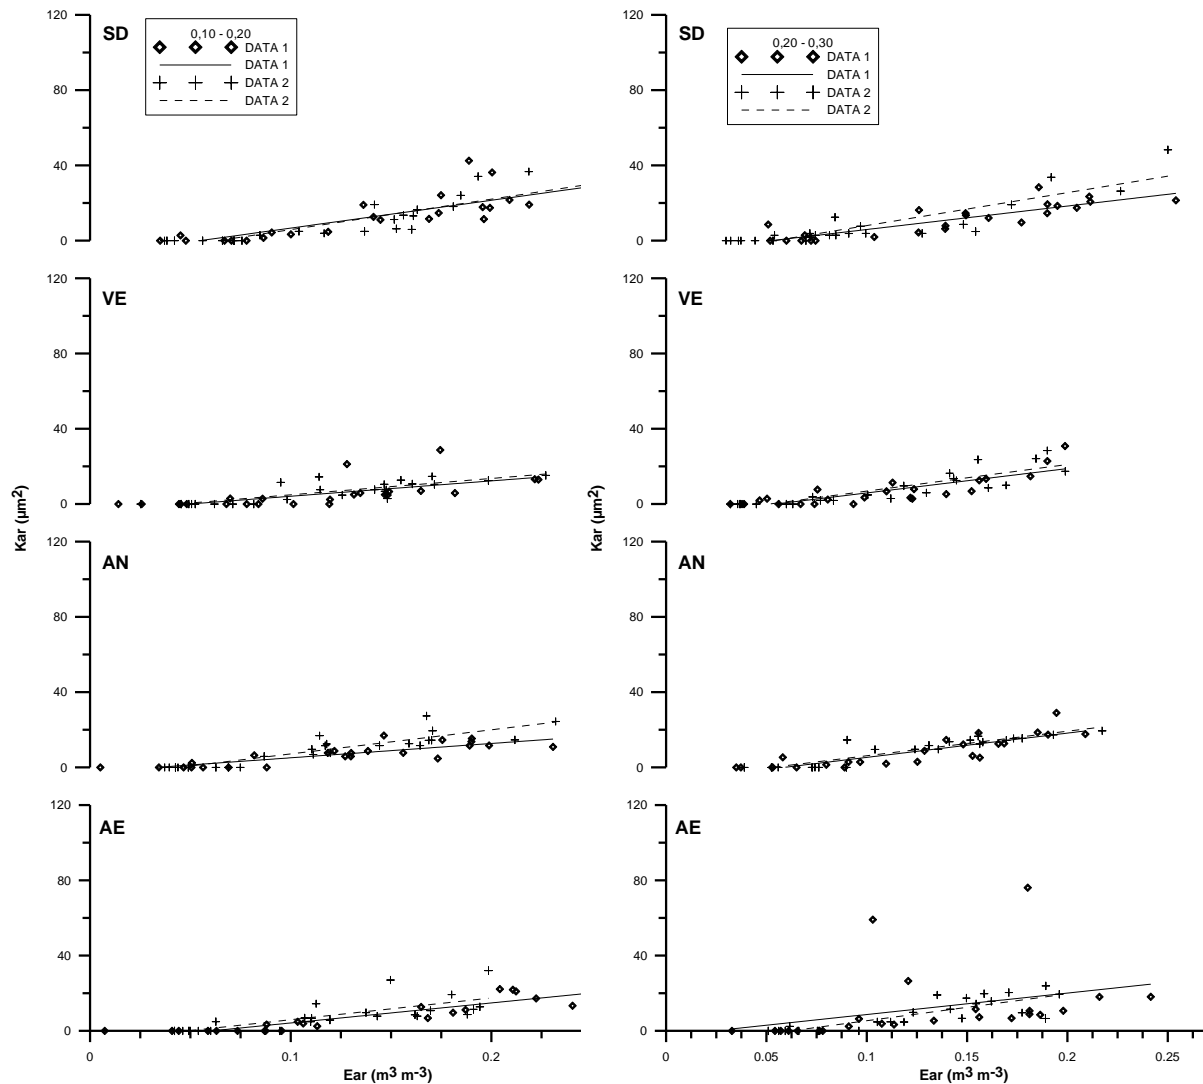 120
80
40
0
SD
0,10 - 0,20
DATA 1
DATA 1
DATA 2
DATA 2
120
80
40
0
SD
0,20 - 0,30
DATA 1
DATA 1
DATA 2
DATA 2
120
80
40
0
VE
120
80
40
0
VE
Kar (µm²)
Kar (µm²)
120
80
40
0
AN
120
80
40
0
AN
120
80
40
0
AE
0
0.1
0.2
Ear (m³ m-³)
120
80
40
0
AE
0
0.05
0.1
0.15
0.2
0.25
Ear (m³ m-³)